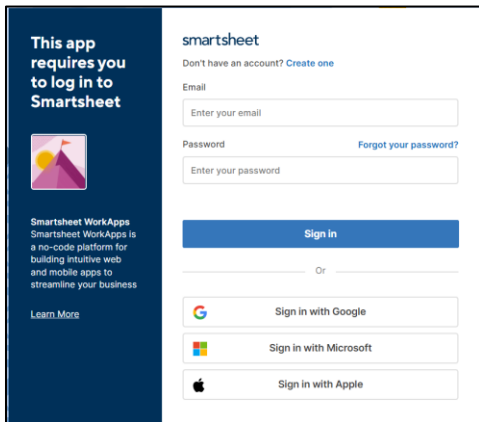 This app
requires you
to log in to
Smartsheet
Smartsheet WorkApps
Smartsheet WorkApps is
a no-code platform for
building intuitive web
and mobile apps to
streamline your business
Learn More
smartsheet
Don't have an account? Create one
Email
Enter your email
Password Forgot your password?
Enter your password
Sign in
Or
Sign in with Google
Sign in with Microsoft
Sign in with Apple